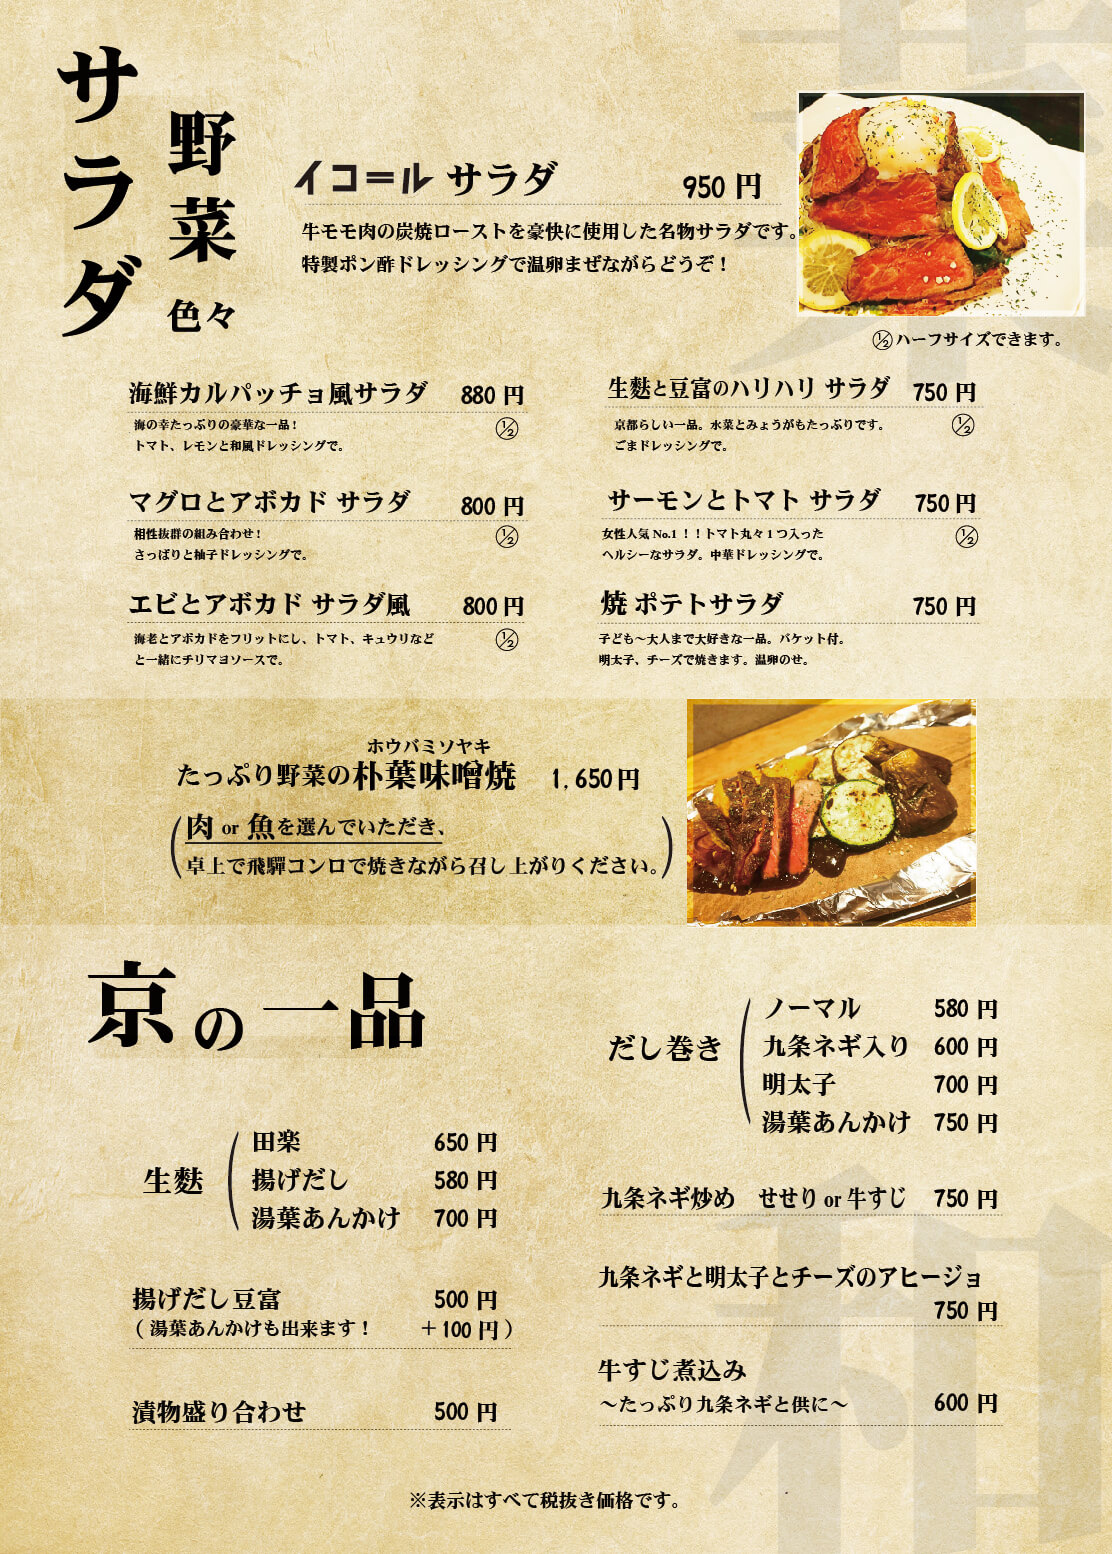 サラダ
野菜
色々
イコール サラダ 950 円
牛モモ肉の炭焼ローストを豪快に使用した名物サラダです。
特製ポン酢ドレッシングで温卵まぜながらどうぞ！
½ハーフサイズできます。
海鮮カルパッチョ風サラダ 880 円
海の幸たっぷりの豪華な一品！ ½
トマト、レモンと和風ドレッシングで。
マグロとアボカド サラダ 800 円
相性抜群の組み合わせ！ ½
さっぱりと柚子ドレッシングで。
エビとアボカド サラダ風 800 円
海老とアボカドをフリットにし、トマト、キュウリなど ½
と一緒にチリマヨソースで。
生麩と豆富のハリハリ サラダ 750 円
京都らしい一品。水菜とみょうがもたっぷりです。 ½
ごまドレッシングで。
サーモンとトマト サラダ 750 円
女性人気 No.1 ！！トマト丸々 1 つ入った ½
ヘルシーなサラダ。中華ドレッシングで。
焼 ポテトサラダ 750 円
子ども〜大人まで大好きな一品。バケット付。
明太子、チーズで焼きます。温卵のせ。
ホウバミソヤキ
たっぷり野菜の朴葉味噌焼 1,650 円
肉 or 魚を選んでいただき、
卓上で飛騨コンロで焼きながら召し上がりください。
京の一品
生麩
田楽 650 円
揚げだし 580 円
湯葉あんかけ 700 円
揚げだし豆富 500 円
（ 湯葉あんかけも出来ます！ ＋100 円）
漬物盛り合わせ 500 円
だし巻き
ノーマル 580 円
九条ネギ入り 600 円
明太子 700 円
湯葉あんかけ 750 円
九条ネギ炒め せせり or 牛すじ 750 円
九条ネギと明太子とチーズのアヒージョ
750 円
牛すじ煮込み
〜たっぷり九条ネギと供に〜 600 円
※表示はすべて税抜き価格です。